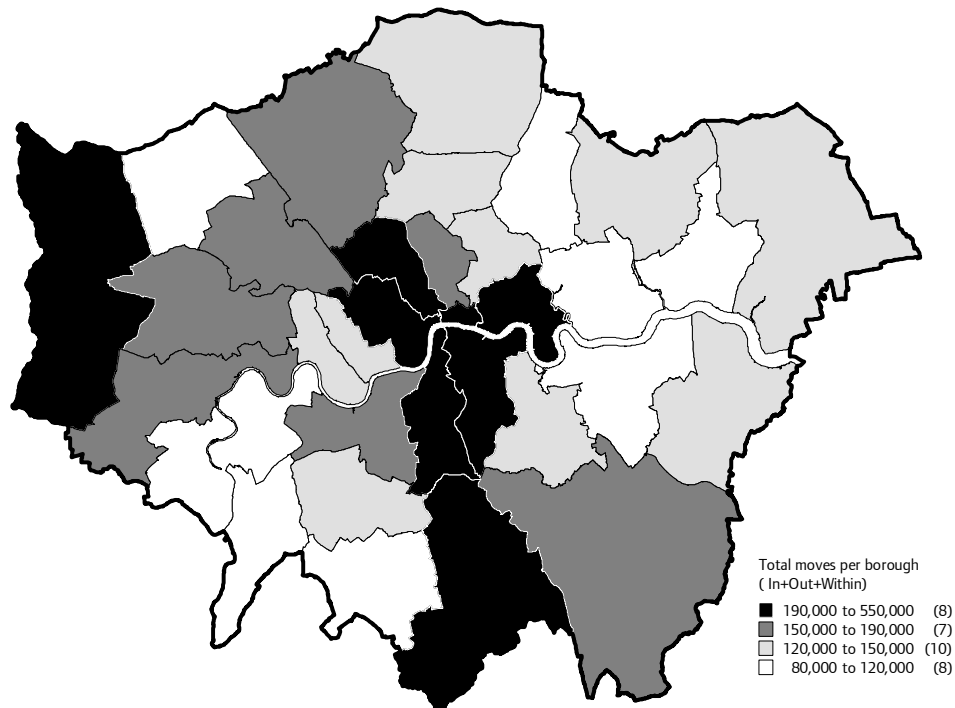 Total moves per borough
( In+Out+Within)
190,000 to 550,000 (8)
150,000 to 190,000 (7)
120,000 to 150,000 (10)
80,000 to 120,000 (8)